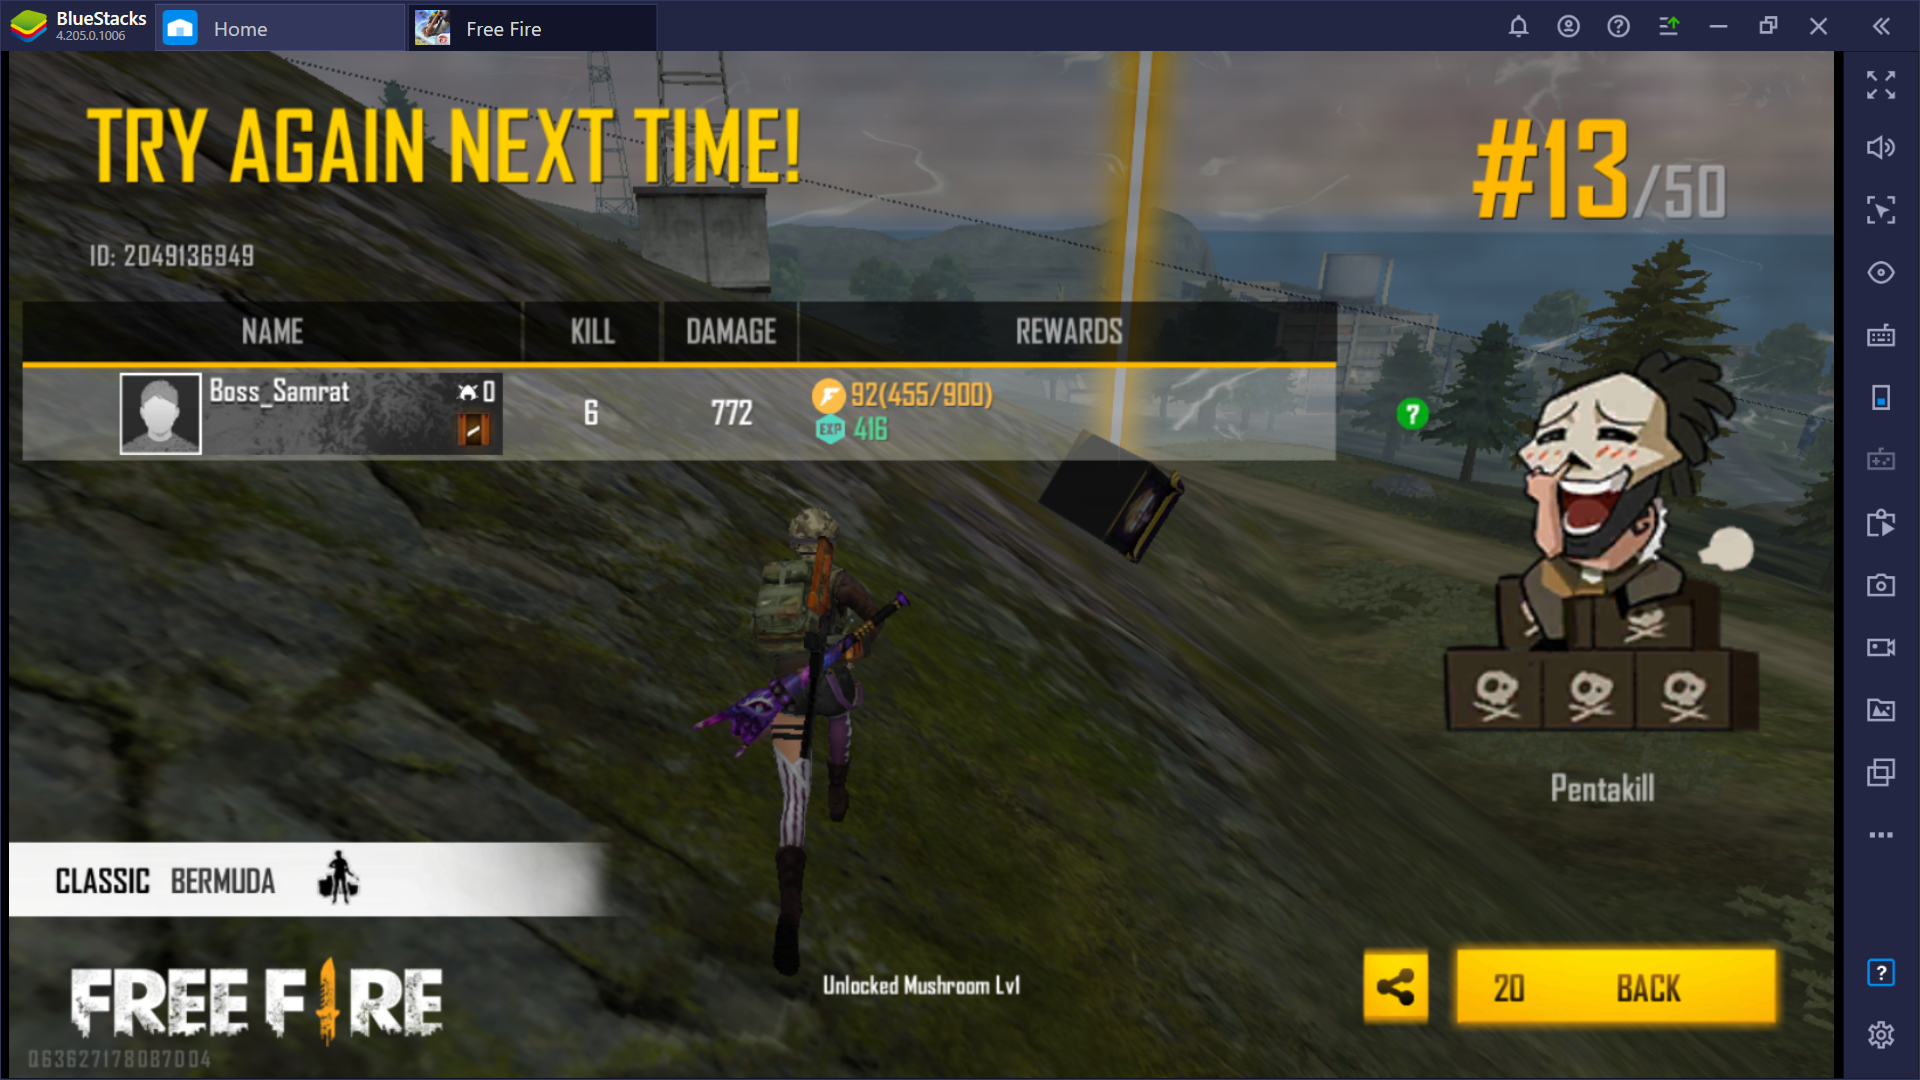 BlueStacks
4.205.0.1006
Home
Free Fire
TRY AGAIN NEXT TIME!
#13/50
ID: 2049136949
NAME KILL DAMAGE REWARDS
Boss_Samrat 0 6 772 92(455/900)
EXP 416
?
Pentakill
CLASSIC BERMUDA
FREE FIRE
Unlocked Mushroom Lv1
20 BACK
Q63627178087D04